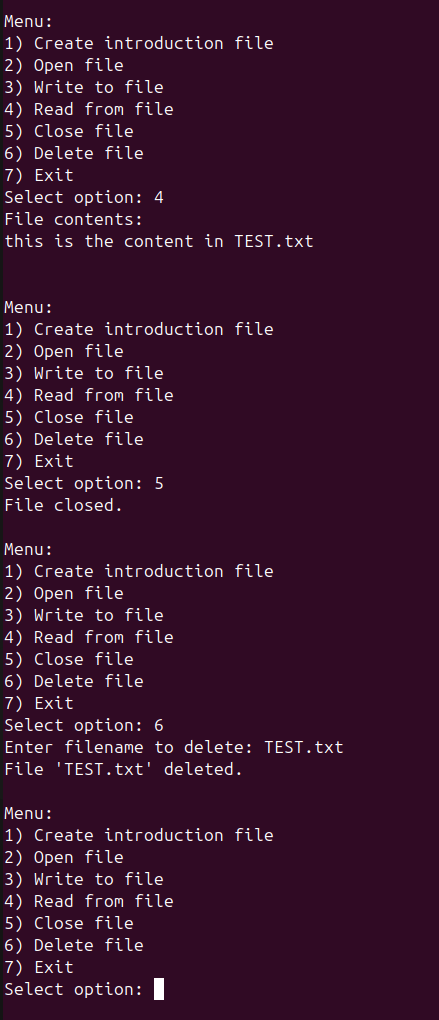 Menu:
1) Create introduction file
2) Open file
3) Write to file
4) Read from file
5) Close file
6) Delete file
7) Exit
Select option: 4
File contents:
this is the content in TEST.txt
Menu:
1) Create introduction file
2) Open file
3) Write to file
4) Read from file
5) Close file
6) Delete file
7) Exit
Select option: 5
File closed.
Menu:
1) Create introduction file
2) Open file
3) Write to file
4) Read from file
5) Close file
6) Delete file
7) Exit
Select option: 6
Enter filename to delete: TEST.txt
File 'TEST.txt' deleted.
Menu:
1) Create introduction file
2) Open file
3) Write to file
4) Read from file
5) Close file
6) Delete file
7) Exit
Select option: